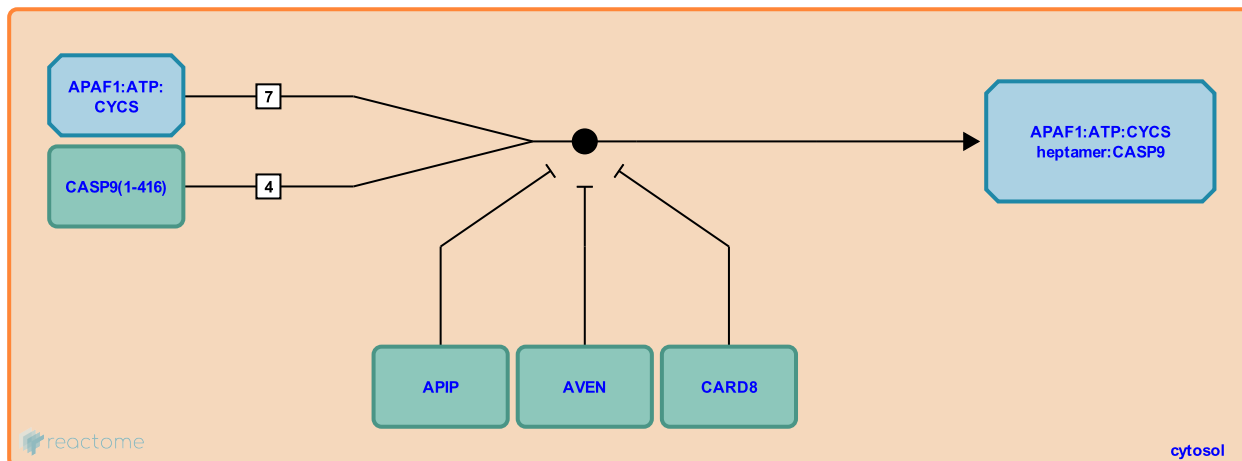 APAF1:ATP:
CYCS
7
CASP9(1-416)
4
APAF1:ATP:CYCS
heptamer:CASP9
APIP
AVEN
CARD8
reactome
cytosol